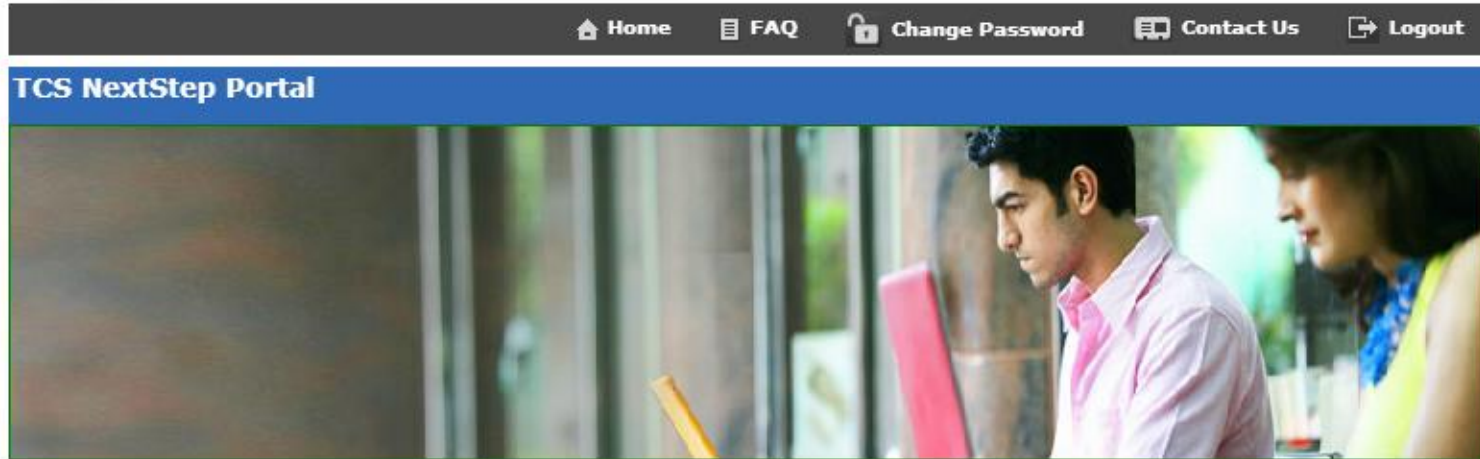 Home FAQ Change Password Contact Us Logout
TCS NextStep Portal